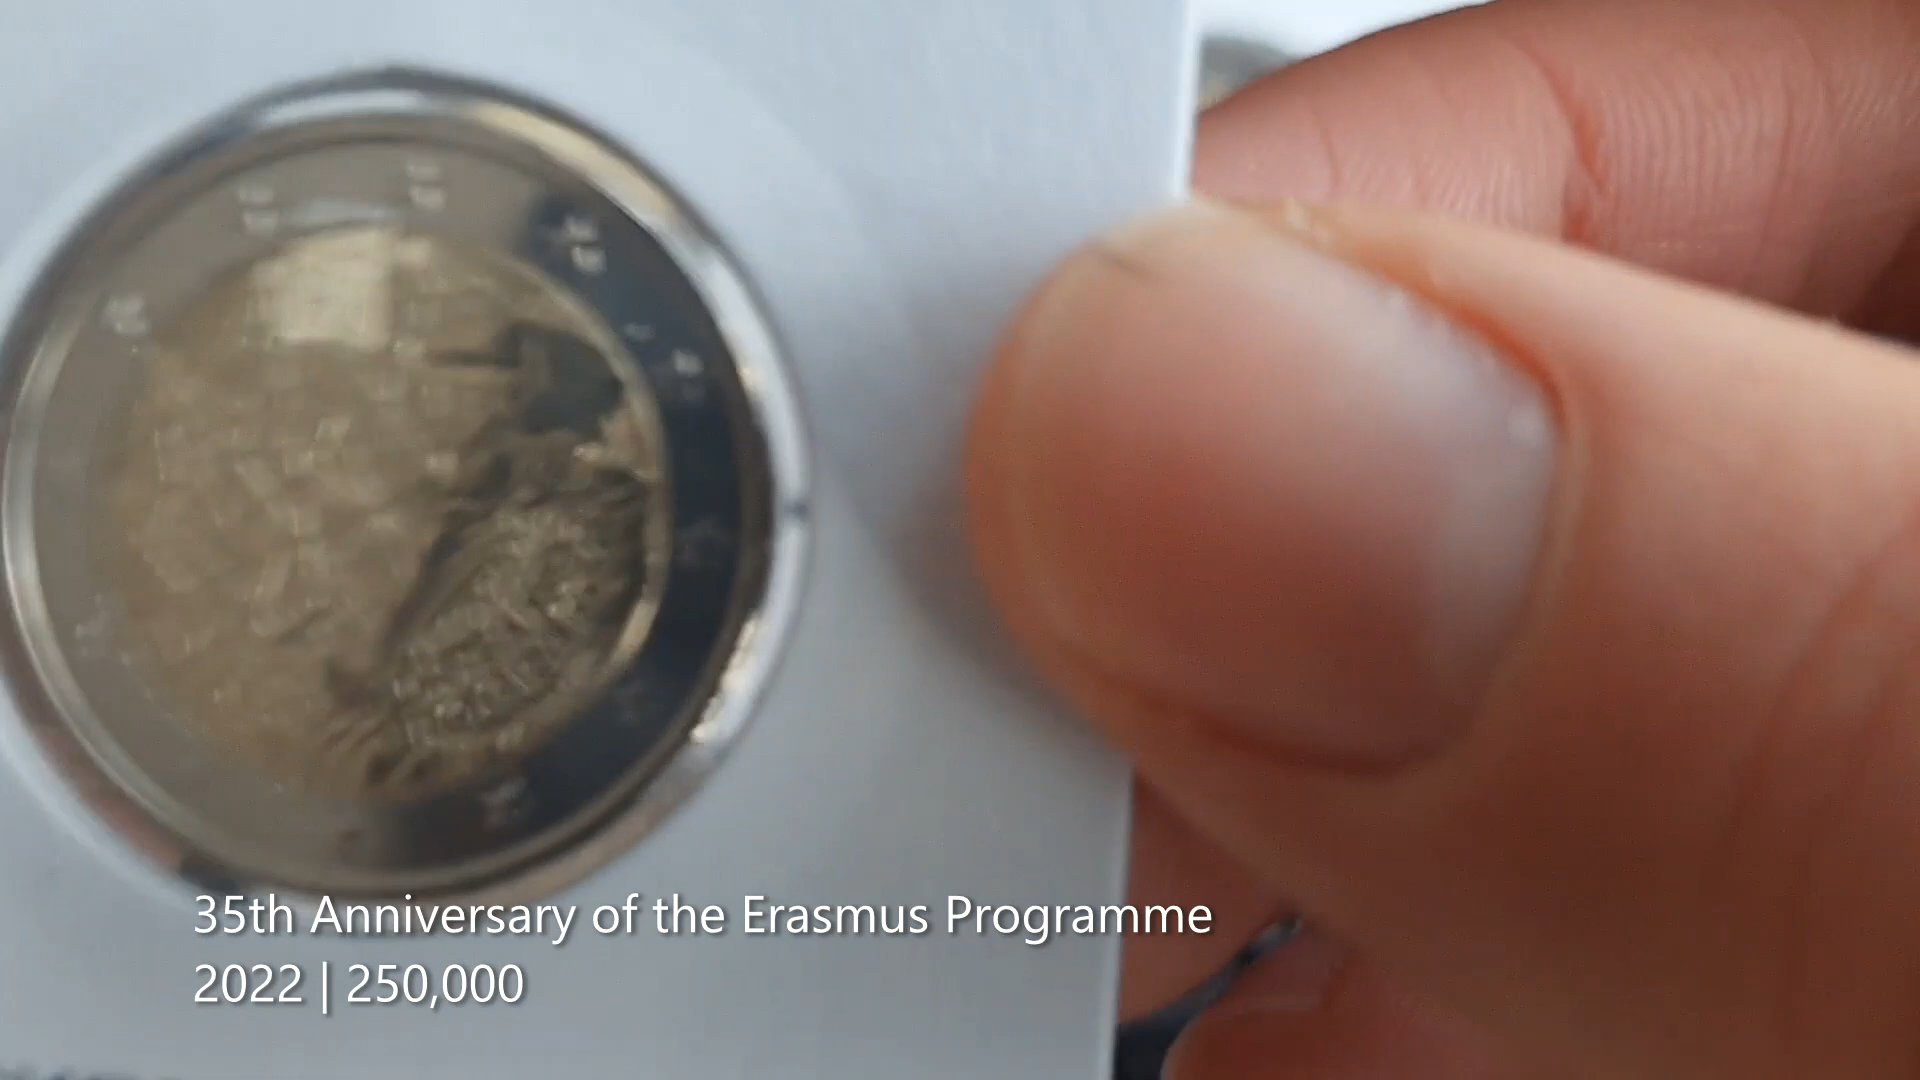 35th Anniversary of the Erasmus Programme
2022 | 250,000